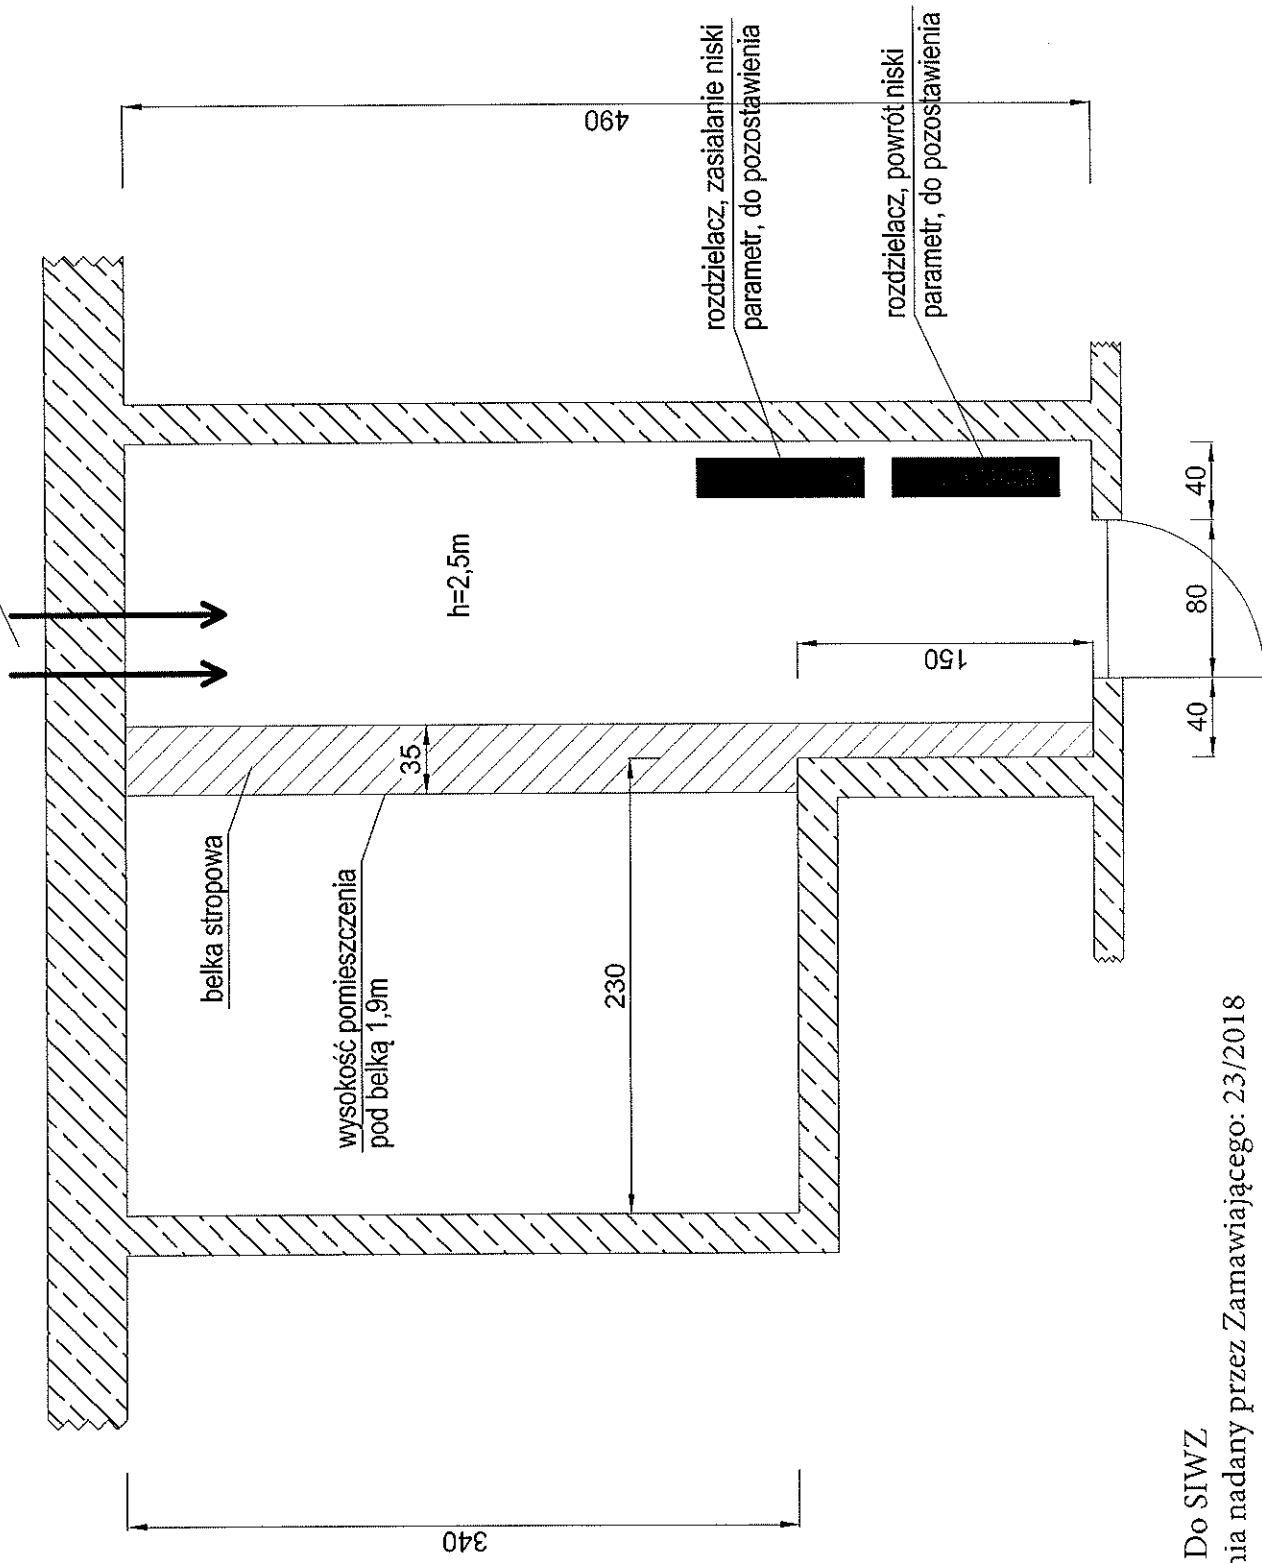 490
rozdzielacz, zasialanie niski
parametr, do pozostawienia
rozdzielacz, powrót niski
parametr, do pozostawienia
h=2,5m
belka stropowa
35
wysokość pomieszczenia
pod belką 1,9m
230
150
340
40
80
40
Do SIWZ
nia nadany przez Zamawiającego: 23/2018